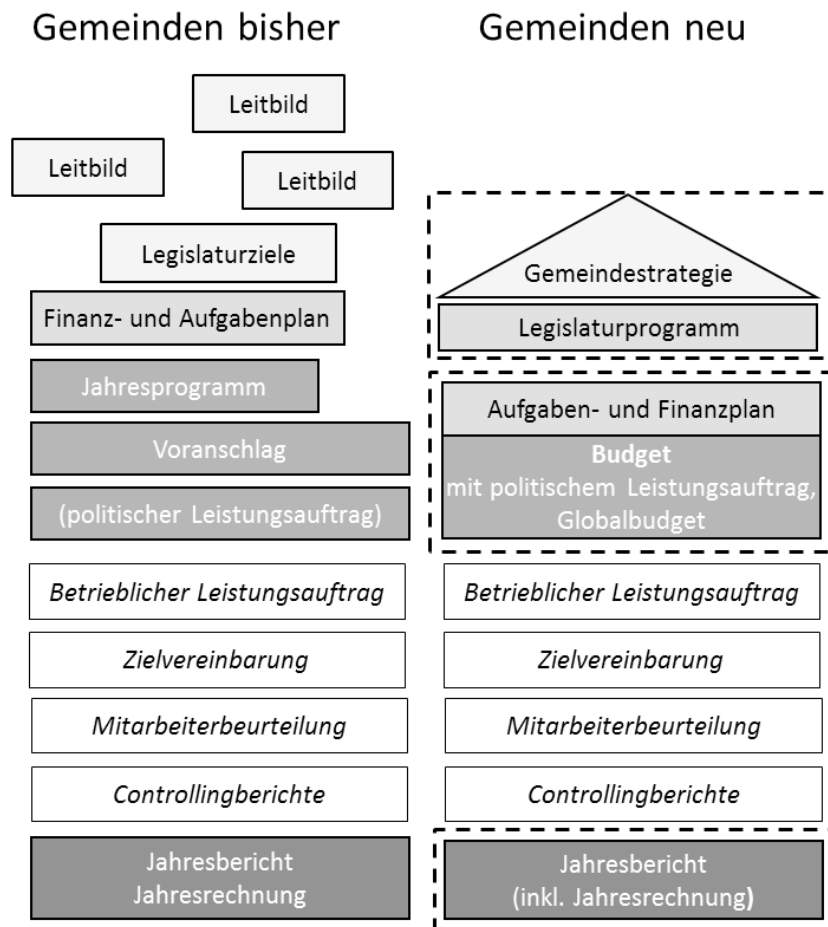 Gemeinden bisher
Leitbild
Leitbild
Leitbild
Legislaturziele
Finanz- und Aufgabenplan
Jahresprogramm
Voranschlag
(politischer Leistungsauftrag)
Betrieblicher Leistungsauftrag
Zielvereinbarung
Mitarbeiterbeurteilung
Controllingberichte
Jahresbericht
Jahresrechnung
Gemeinden neu
Gemeindestrategie
Legislaturprogramm
Aufgaben- und Finanzplan
Budget
mit politischem Leistungsauftrag,
Globalbudget
Betrieblicher Leistungsauftrag
Zielvereinbarung
Mitarbeiterbeurteilung
Controllingberichte
Jahresbericht
(inkl. Jahresrechnung)